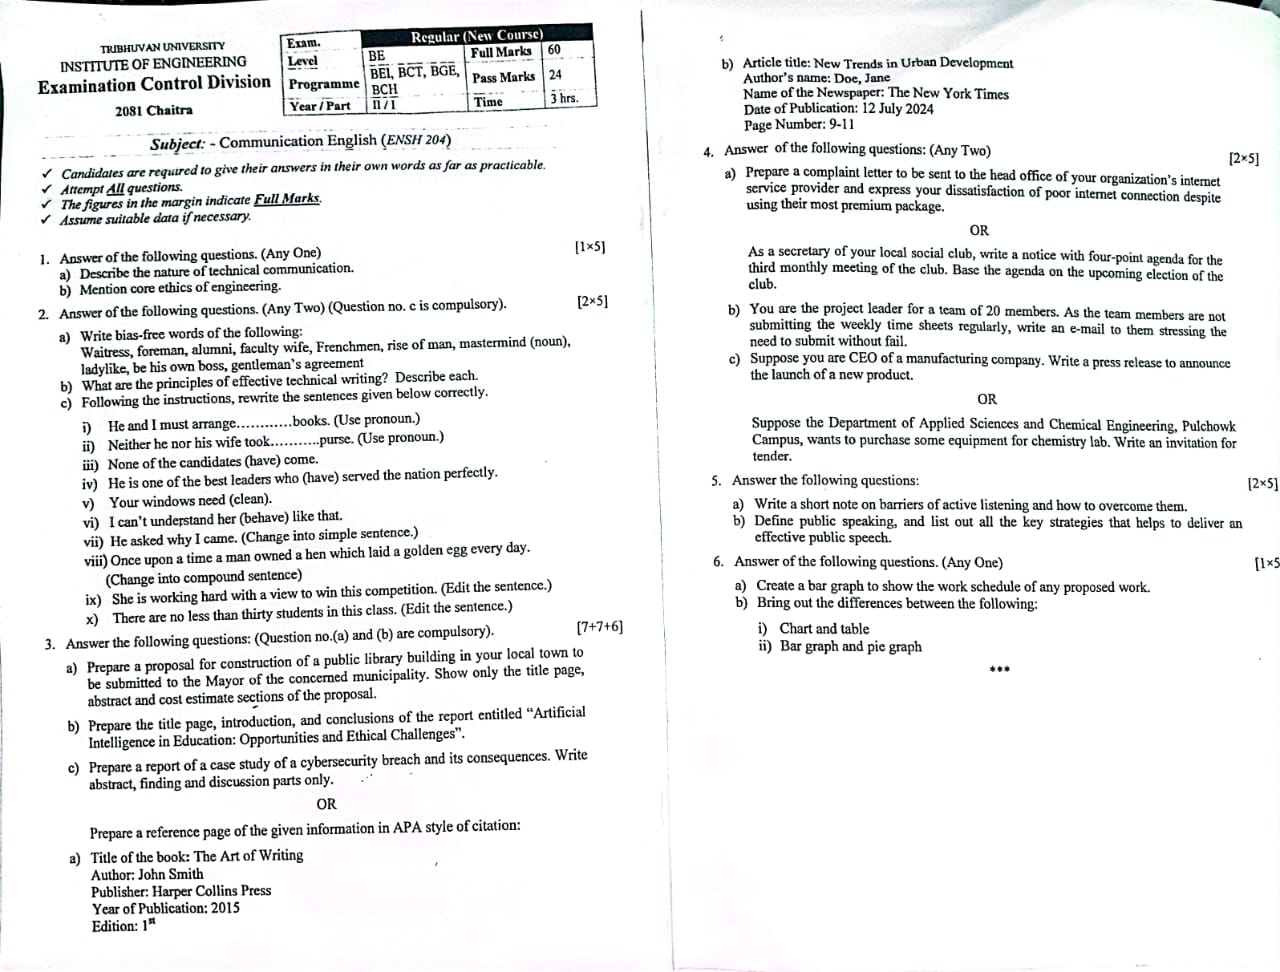 TRIBHUVAN UNIVERSITY
INSTITUTE OF ENGINEERING
Examination Control Division
2081 Chaitra
Exam. Regular (New Course)
Level BE Full Marks 60
Programme BEI, BCT, BGE, BCH Pass Marks 24
Year / Part II / I Time 3 hrs.
Subject: - Communication English (ENSH 204)
✓ Candidates are required to give their answers in their own words as far as practicable.
✓ Attempt All questions.
✓ The figures in the margin indicate Full Marks.
✓ Assume suitable data if necessary.
1. Answer of the following questions. (Any One) [1×5]
a) Describe the nature of technical communication.
b) Mention core ethics of engineering.
2. Answer of the following questions. (Any Two) (Question no. c is compulsory). [2×5]
a) Write bias-free words of the following:
Waitress, foreman, alumni, faculty wife, Frenchmen, rise of man, mastermind (noun),
ladylike, be his own boss, gentleman's agreement
b) What are the principles of effective technical writing? Describe each.
c) Following the instructions, rewrite the sentences given below correctly.
i) He and I must arrange............books. (Use pronoun.)
ii) Neither he nor his wife took..........purse. (Use pronoun.)
iii) None of the candidates (have) come.
iv) He is one of the best leaders who (have) served the nation perfectly.
v) Your windows need (clean).
vi) I can't understand her (behave) like that.
vii) He asked why I came. (Change into simple sentence.)
viii) Once upon a time a man owned a hen which laid a golden egg every day.
(Change into compound sentence)
ix) She is working hard with a view to win this competition. (Edit the sentence.)
x) There are no less than thirty students in this class. (Edit the sentence.)
3. Answer the following questions: (Question no.(a) and (b) are compulsory). [7+7+6]
a) Prepare a proposal for construction of a public library building in your local town to
be submitted to the Mayor of the concerned municipality. Show only the title page,
abstract and cost estimate sections of the proposal.
b) Prepare the title page, introduction, and conclusions of the report entitled "Artificial
Intelligence in Education: Opportunities and Ethical Challenges".
c) Prepare a report of a case study of a cybersecurity breach and its consequences. Write
abstract, finding and discussion parts only.
OR
Prepare a reference page of the given information in APA style of citation:
a) Title of the book: The Art of Writing
Author: John Smith
Publisher: Harper Collins Press
Year of Publication: 2015
Edition: 1st
b) Article title: New Trends in Urban Development
Author's name: Doe, Jane
Name of the Newspaper: The New York Times
Date of Publication: 12 July 2024
Page Number: 9-11
4. Answer of the following questions: (Any Two) [2×5]
a) Prepare a complaint letter to be sent to the head office of your organization's internet
service provider and express your dissatisfaction of poor internet connection despite
using their most premium package.
OR
As a secretary of your local social club, write a notice with four-point agenda for the
third monthly meeting of the club. Base the agenda on the upcoming election of the
club.
b) You are the project leader for a team of 20 members. As the team members are not
submitting the weekly time sheets regularly, write an e-mail to them stressing the
need to submit without fail.
c) Suppose you are CEO of a manufacturing company. Write a press release to announce
the launch of a new product.
OR
Suppose the Department of Applied Sciences and Chemical Engineering, Pulchowk
Campus, wants to purchase some equipment for chemistry lab. Write an invitation for
tender.
5. Answer the following questions: [2×5]
a) Write a short note on barriers of active listening and how to overcome them.
b) Define public speaking, and list out all the key strategies that helps to deliver an
effective public speech.
6. Answer of the following questions. (Any One) [1×5
a) Create a bar graph to show the work schedule of any proposed work.
b) Bring out the differences between the following:
i) Chart and table
ii) Bar graph and pie graph
***